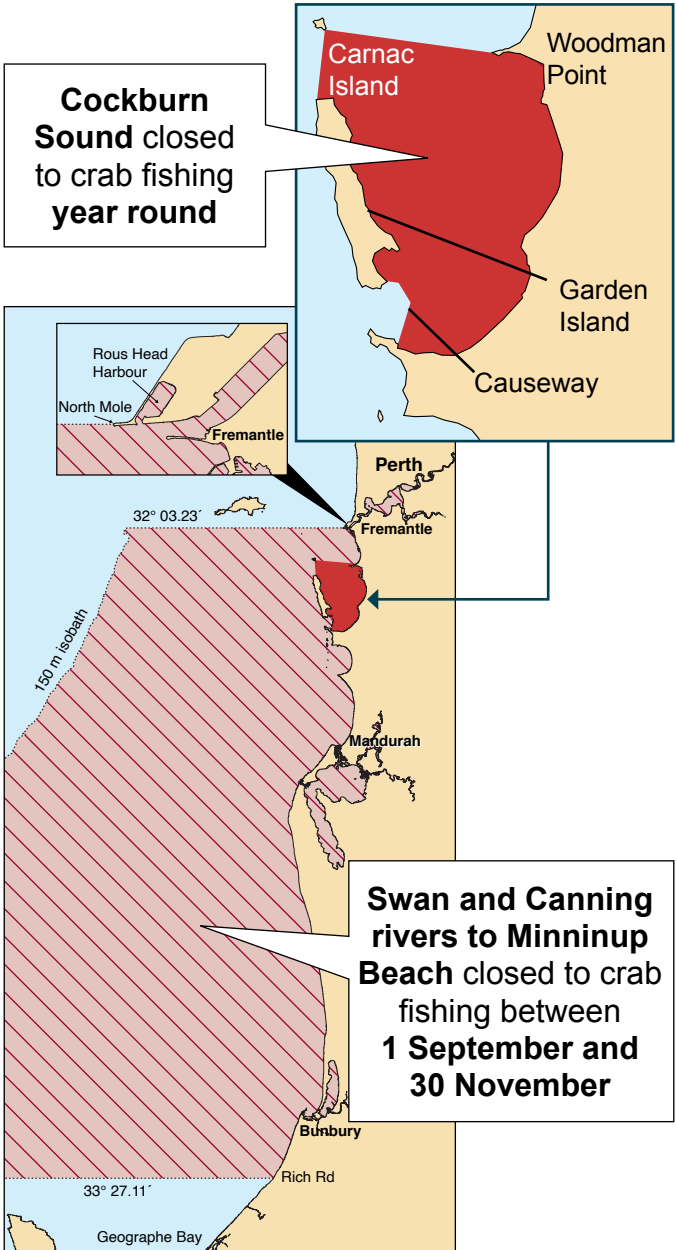 Carnac
Island
Woodman
Point
Cockburn
Sound closed
to crab fishing
year round
Garden
Island
Causeway
Rous Head
Harbour
North Mole
Fremantle
Perth
32° 03.23´
Fremantle
150 m isobath
Mandurah
Swan and Canning
rivers to Minninup
Beach closed to crab
fishing between
1 September and
30 November
Bunbury
Rich Rd
33° 27.11´
Geographe Bay